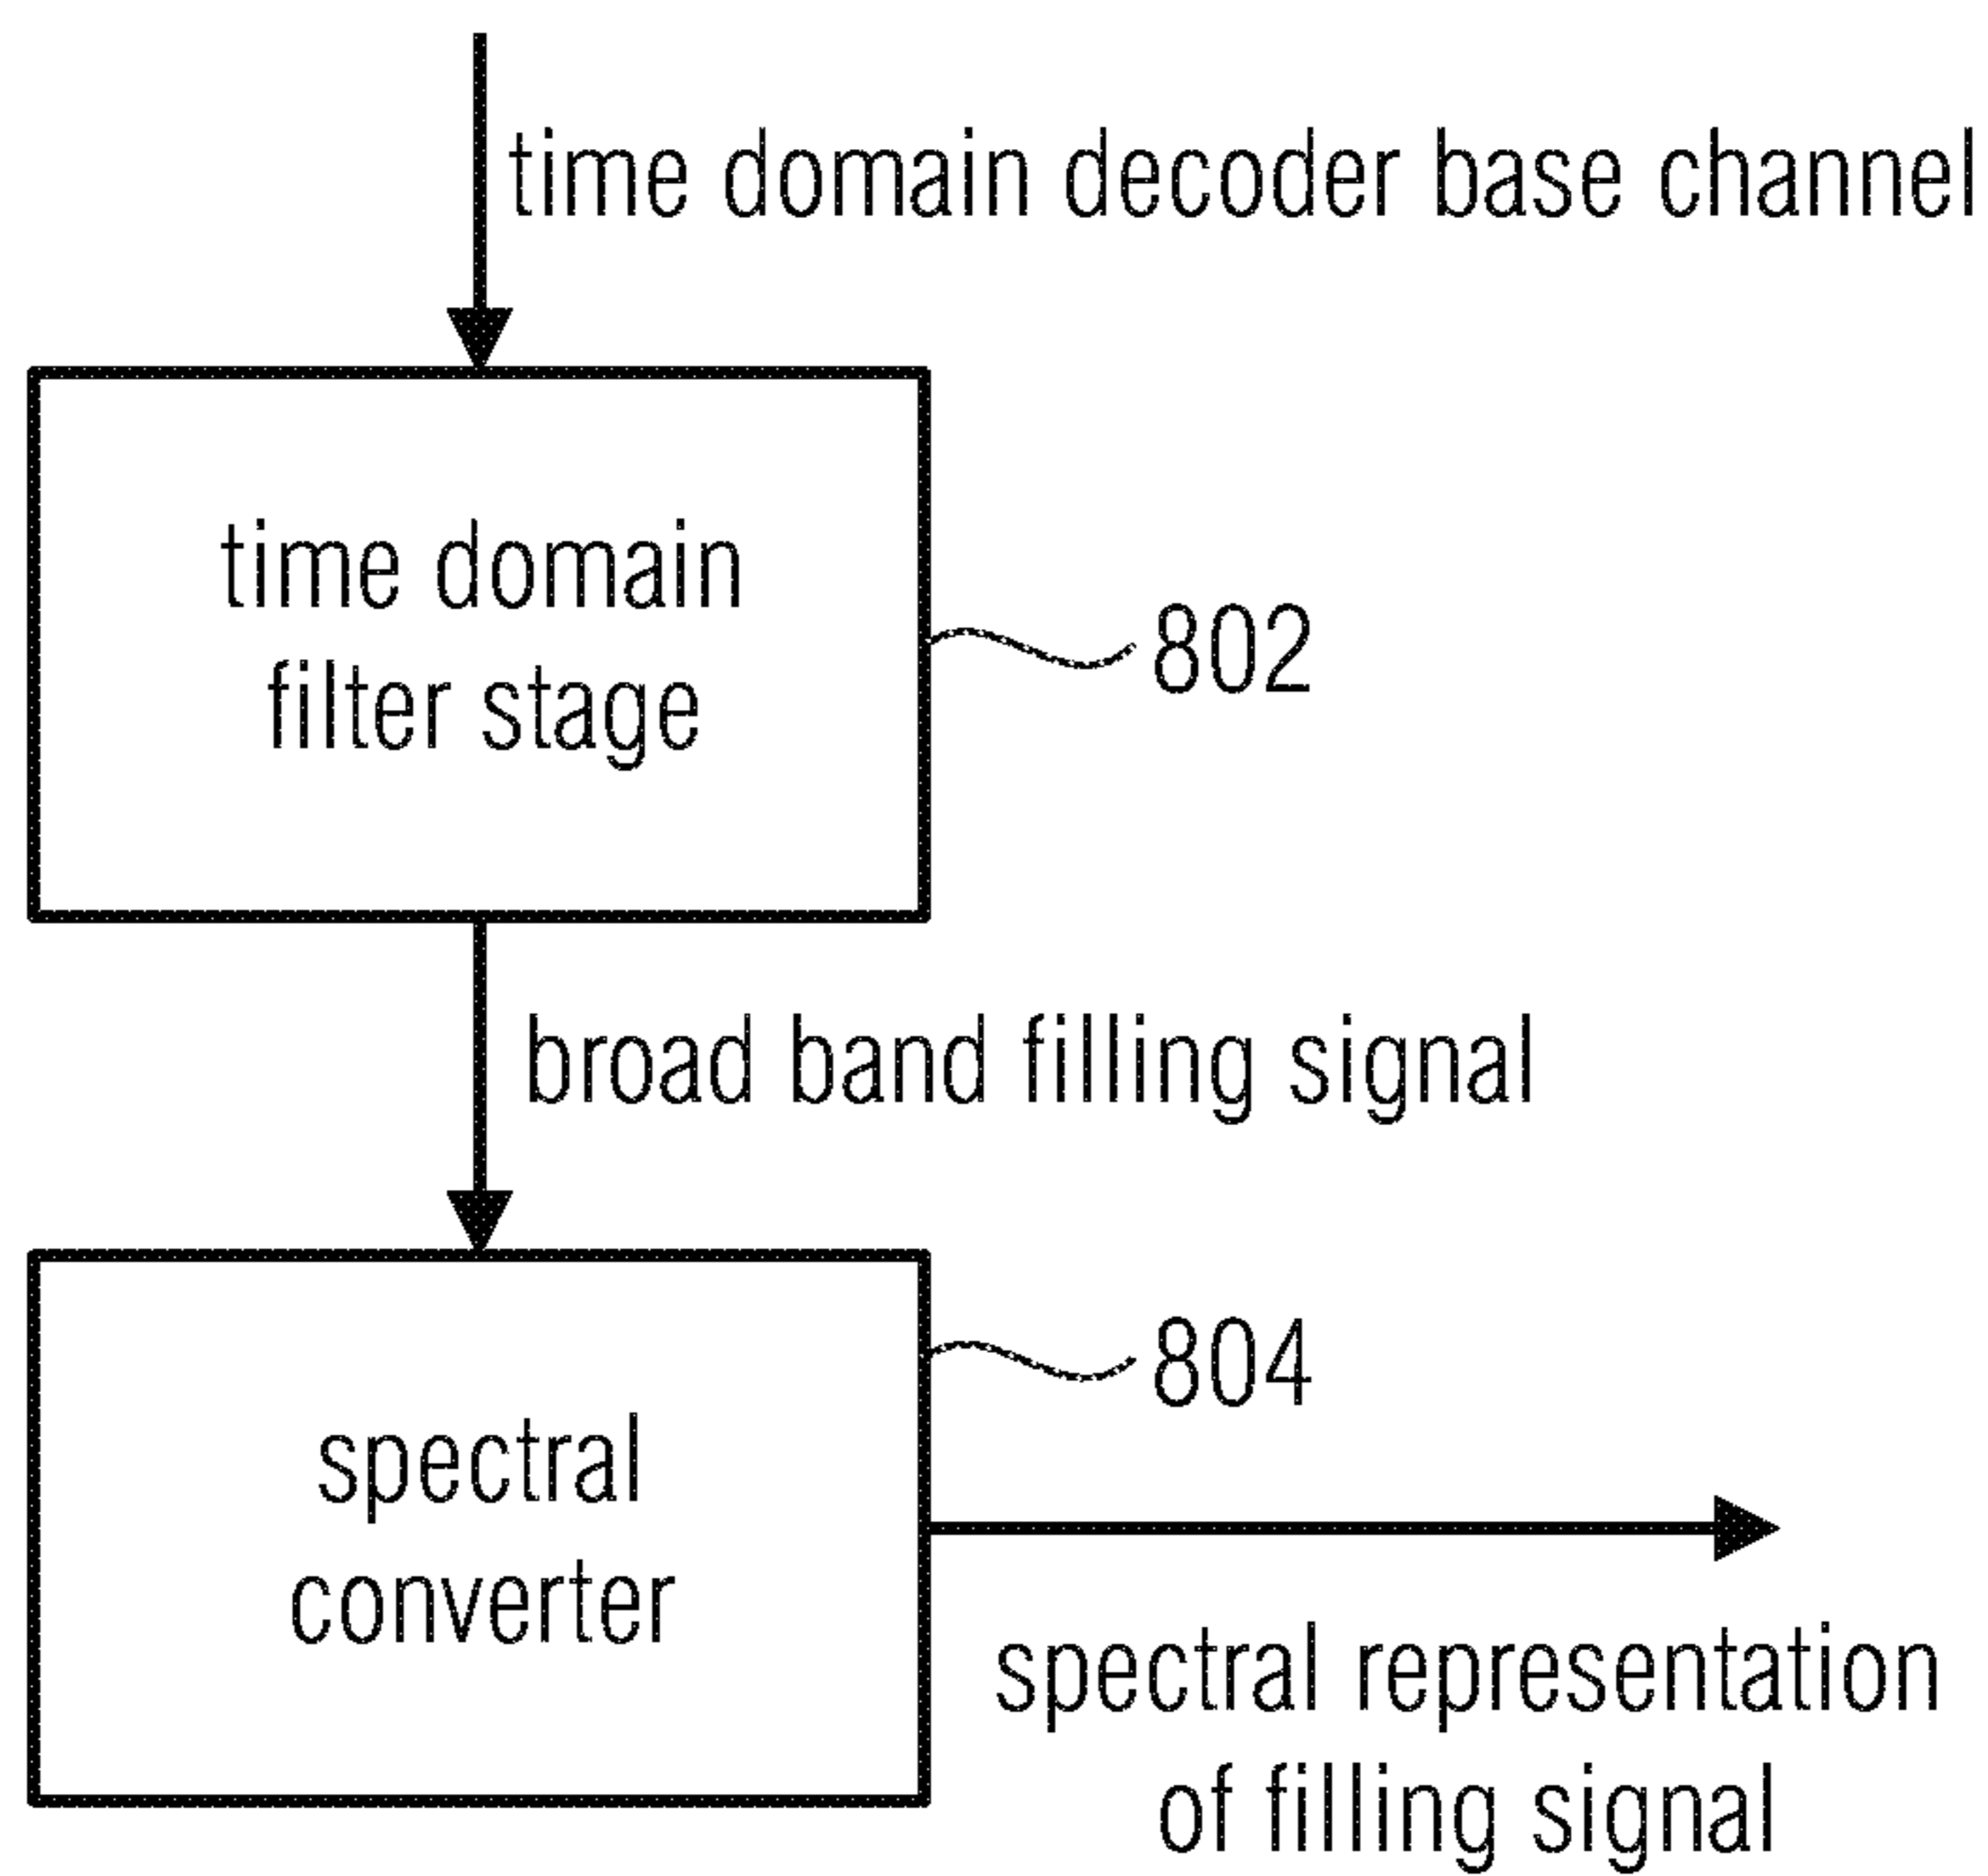 time domain decoder base channel
time domain
filter stage
802
broad band filling signal
804
spectral
converter
spectral representation
of filling signal